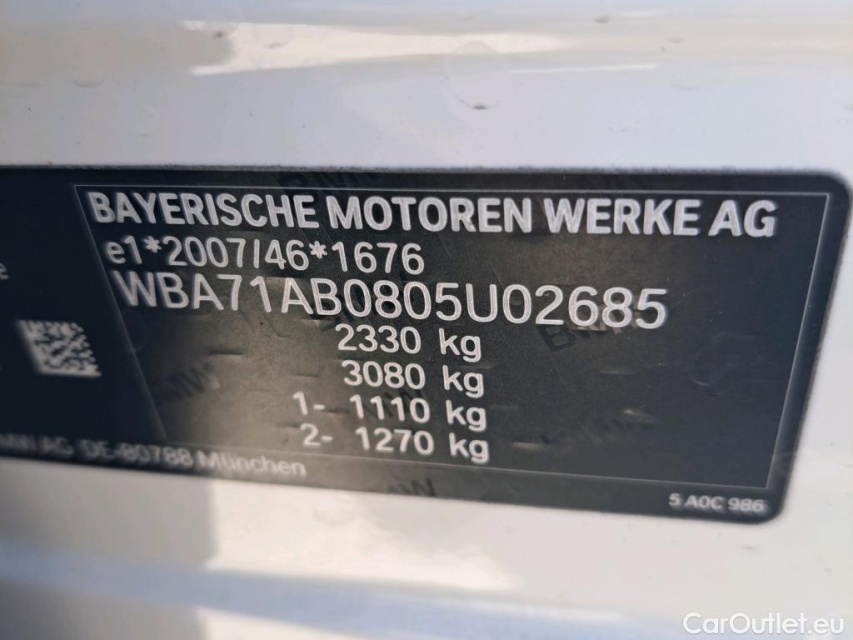 BAYERISCHE MOTOREN WERKE AG
e1*2007/46*1676
WBA71AB0805U02685
2330 kg
3080 kg
1- 1110 kg
2- 1270 kg
AG DE-80788 München
5 A0C 986
CarOutlet.eu